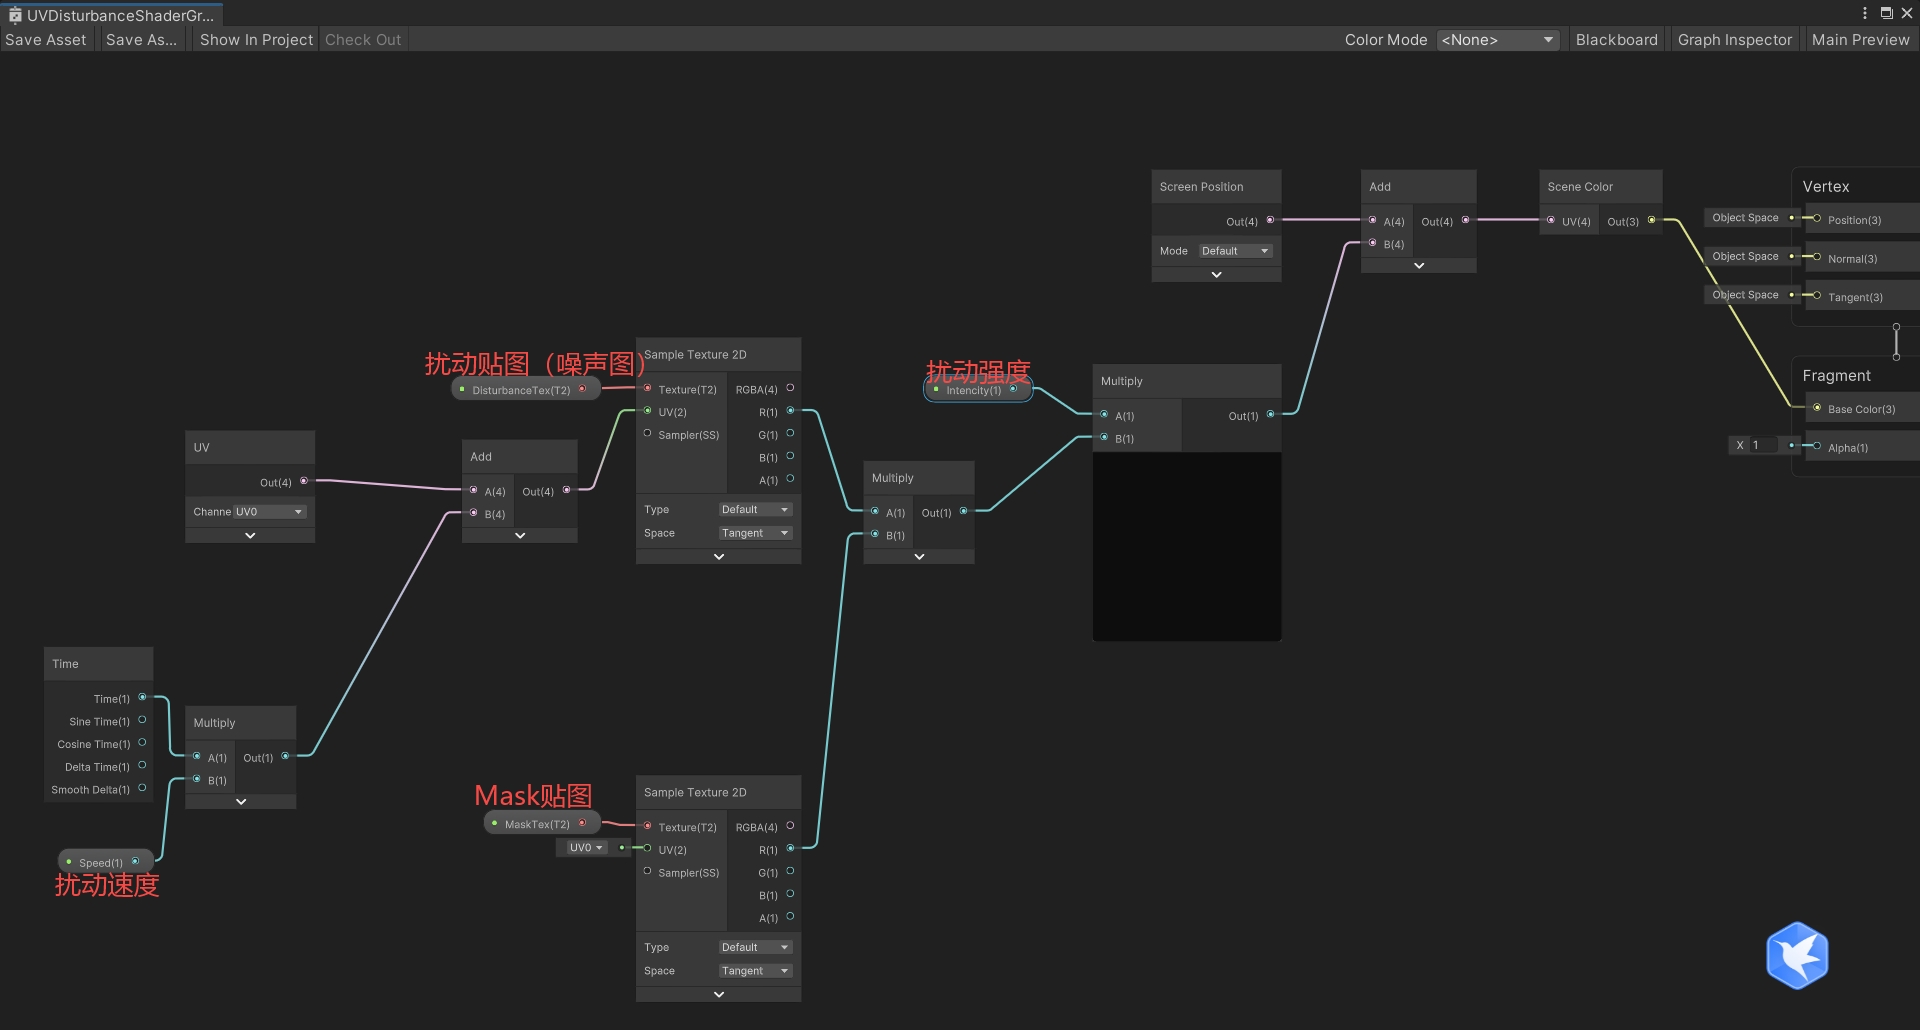 UVDisturbanceShaderGr...
Save Asset
Save As...
Show In Project
Check Out
Color Mode
<None>
Blackboard
Graph Inspector
Main Preview
Screen Position
Out(4)
Mode
Default
Add
A(4)
Out(4)
B(4)
Scene Color
UV(4)
Out(3)
Vertex
Object Space
Position(3)
Object Space
Normal(3)
Object Space
Tangent(3)
Fragment
Base Color(3)
X 1
Alpha(1)
扰动贴图（噪声图）
DisturbanceTex(T2)
Sample Texture 2D
Texture(T2)
RGBA(4)
UV(2)
R(1)
Sampler(SS)
G(1)
B(1)
A(1)
Type
Default
Space
Tangent
扰动强度
Intencity(1)
Multiply
A(1)
Out(1)
B(1)
UV
Out(4)
Channe
UV0
Add
A(4)
Out(4)
B(4)
Multiply
A(1)
Out(1)
B(1)
Time
Time(1)
Sine Time(1)
Cosine Time(1)
Delta Time(1)
Smooth Delta(1)
Multiply
A(1)
Out(1)
B(1)
Speed(1)
扰动速度
Mask贴图
MaskTex(T2)
UV0
Sample Texture 2D
Texture(T2)
RGBA(4)
UV(2)
R(1)
Sampler(SS)
G(1)
B(1)
A(1)
Type
Default
Space
Tangent